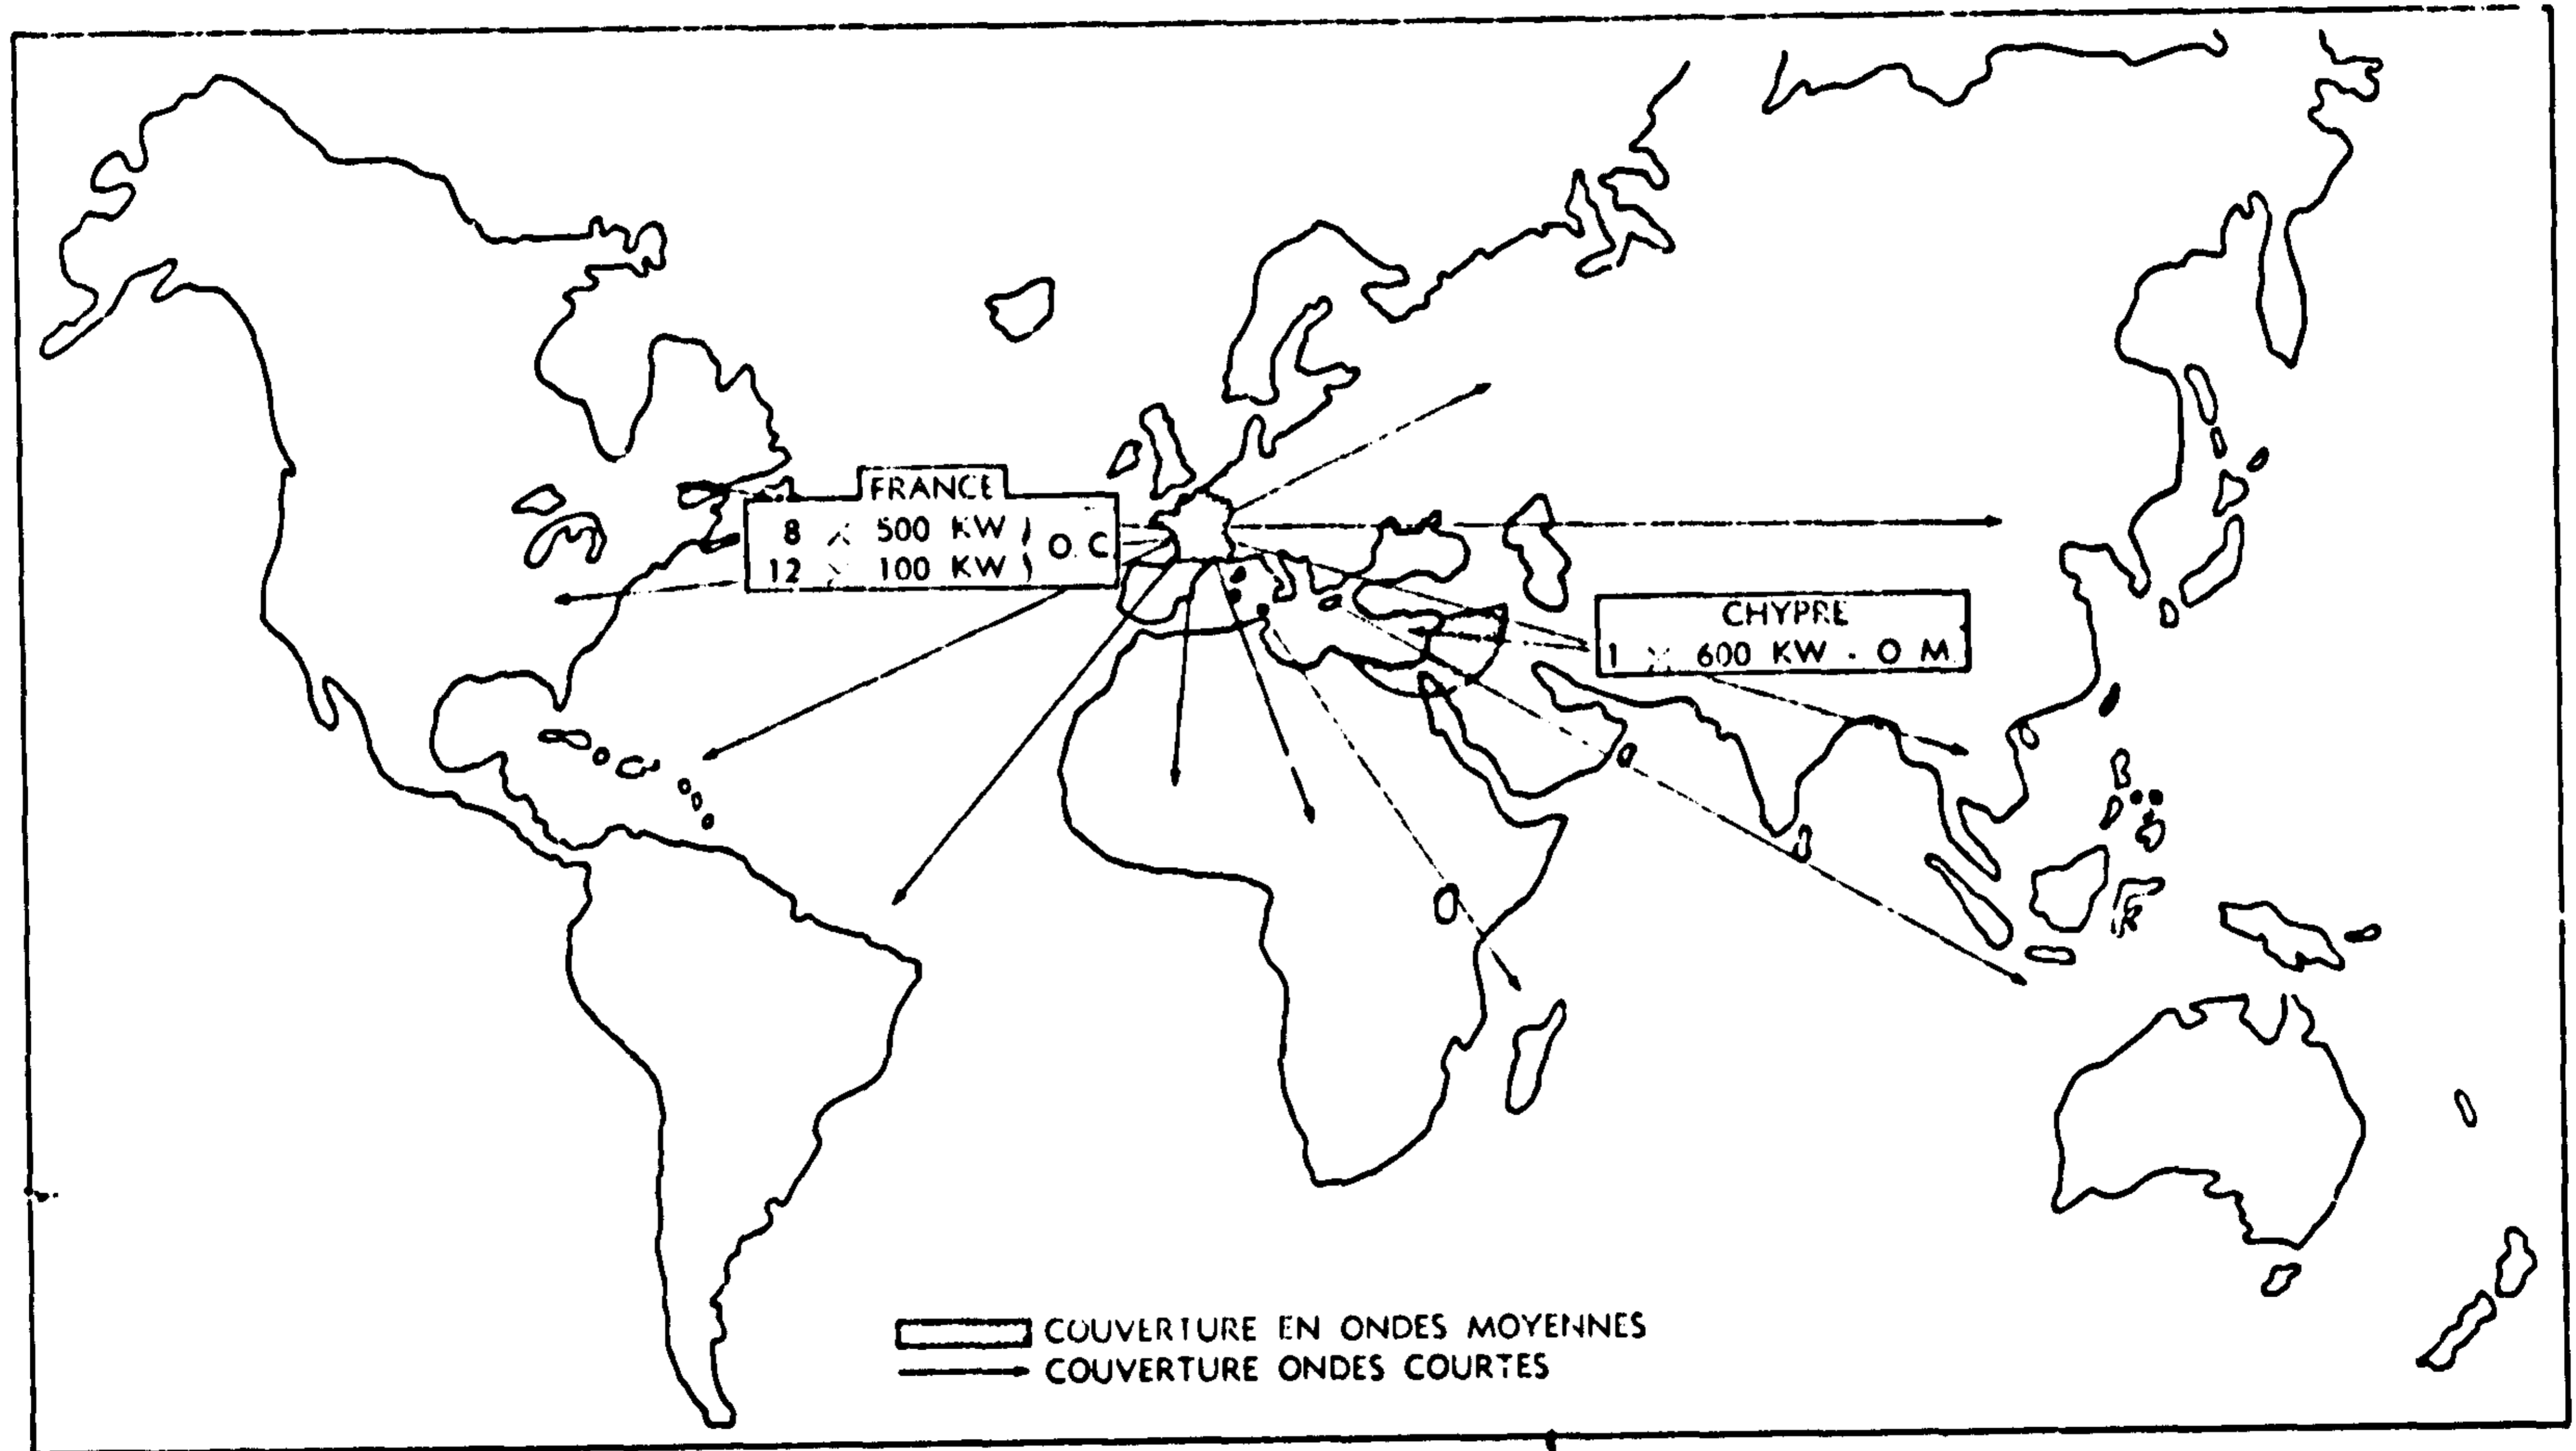 FRANCE
8 × 500 KW } O.C.
12 × 100 KW }
CHYPRE
1 × 600 KW - O M
COUVERTURE EN ONDES MOYENNES
COUVERTURE ONDES COURTES